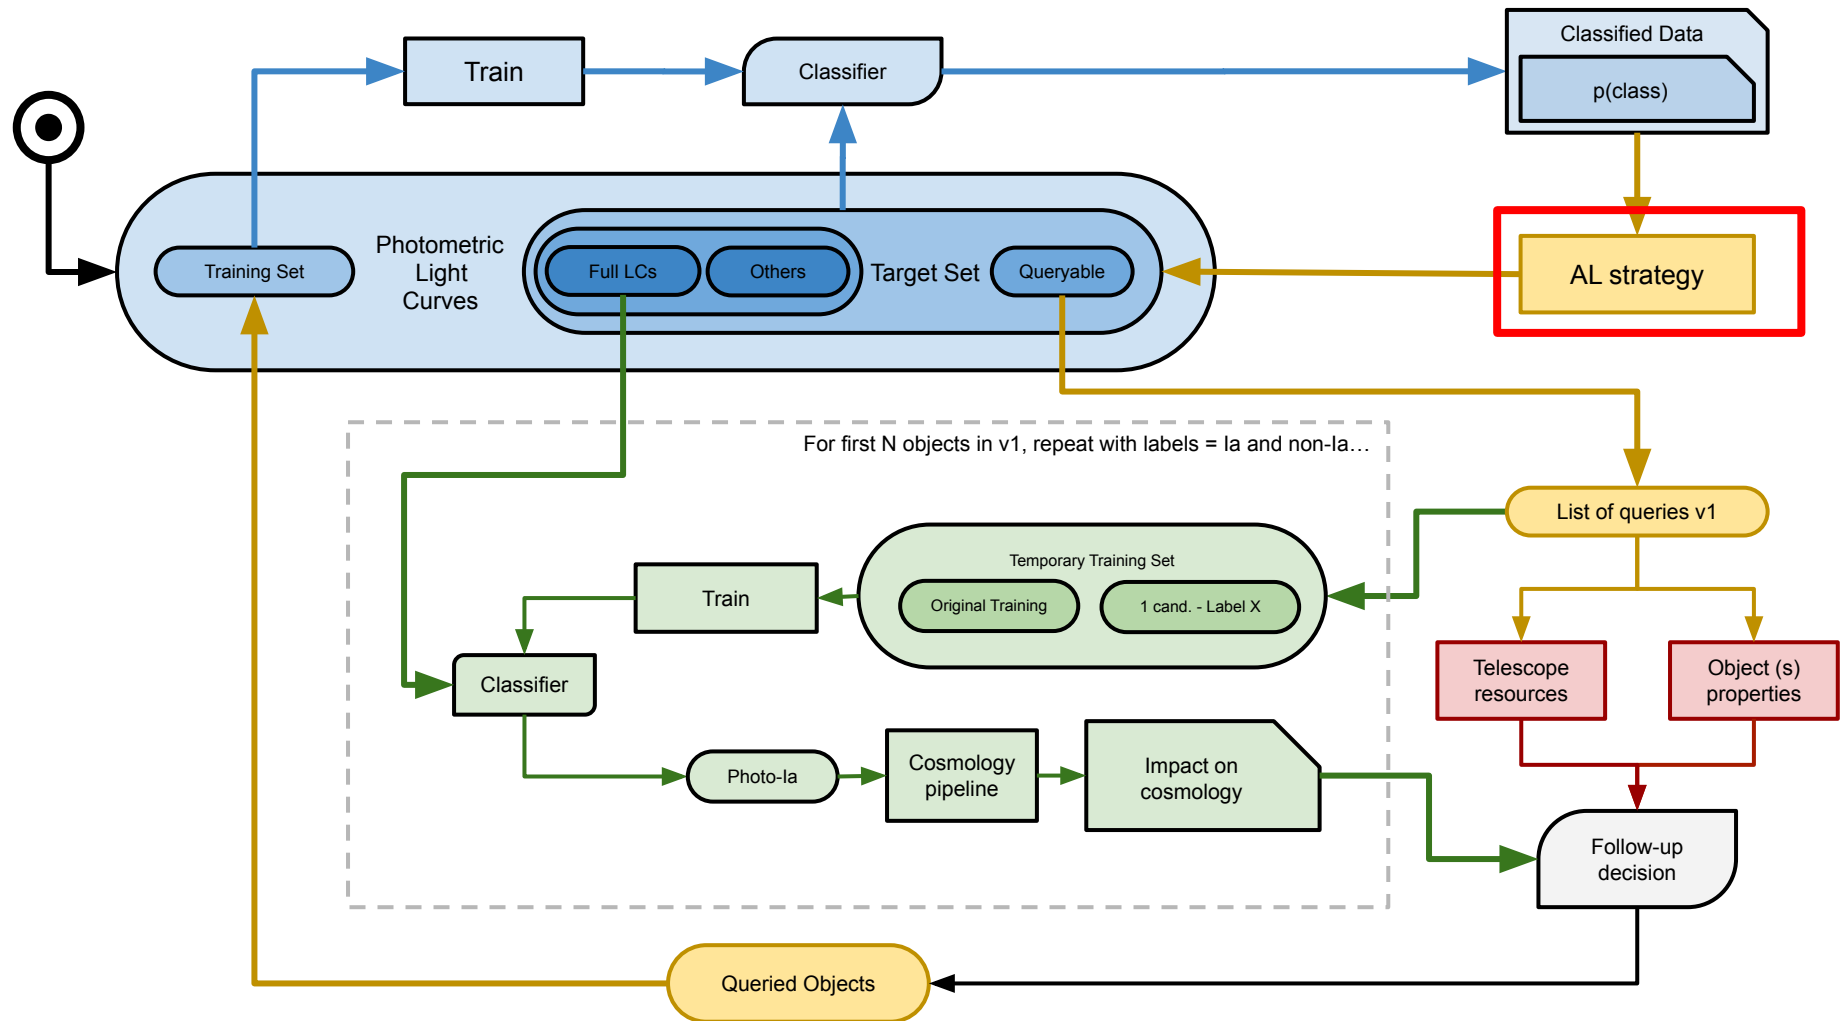 Train
Classifier
Classified Data
p(class)
Training Set
Photometric
Light
Curves
Full LCs
Others
Target Set
Queryable
AL strategy
For first N objects in v1, repeat with labels = Ia and non-Ia…
List of queries v1
Temporary Training Set
Original Training
1 cand. - Label X
Train
Classifier
Telescope
resources
Object (s)
properties
Photo-Ia
Cosmology
pipeline
Impact on
cosmology
Follow-up
decision
Queried Objects